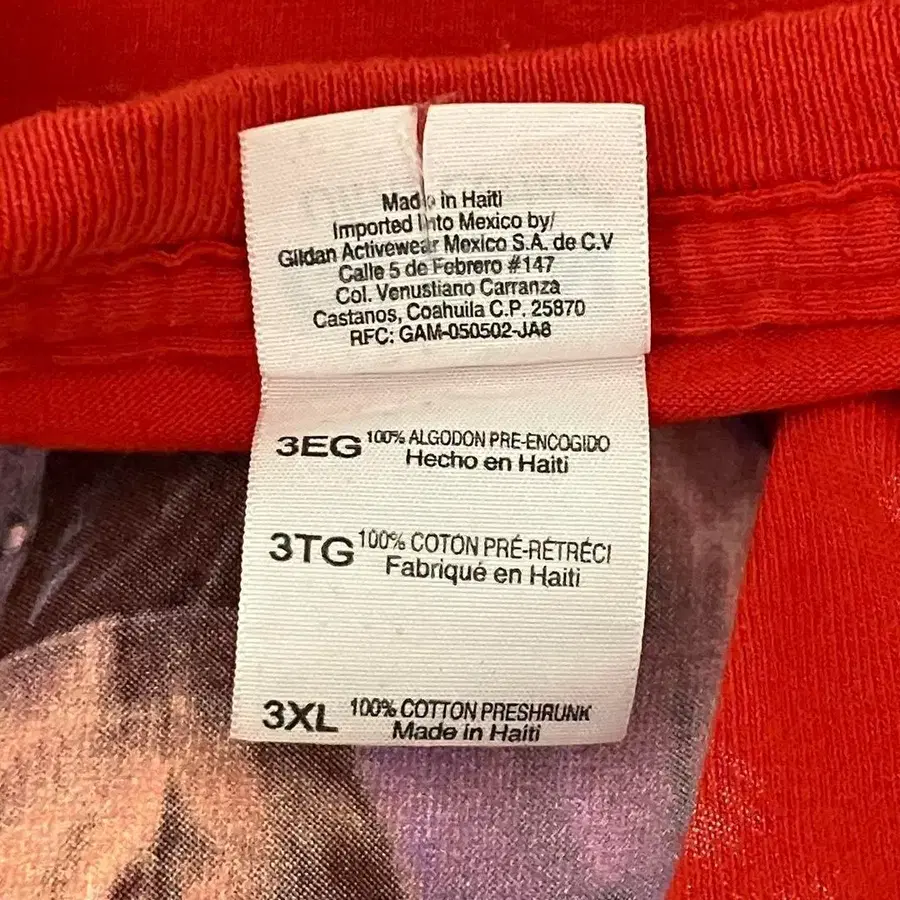 Made in Haiti
Imported Into Mexico by/
Gildan Activewear Mexico S.A. de C.V
Calle 5 de Febrero #147
Col. Venustiano Carranza
Castanos, Coahuila C.P. 25870
RFC: GAM-050502-JA8
3EG 100% ALGODON PRE-ENCOGIDO
Hecho en Haiti
3TG 100% COTON PRÉ-RÉTRÉCI
Fabriqué en Haiti
3XL 100% COTTON PRESHRUNK
Made in Haiti